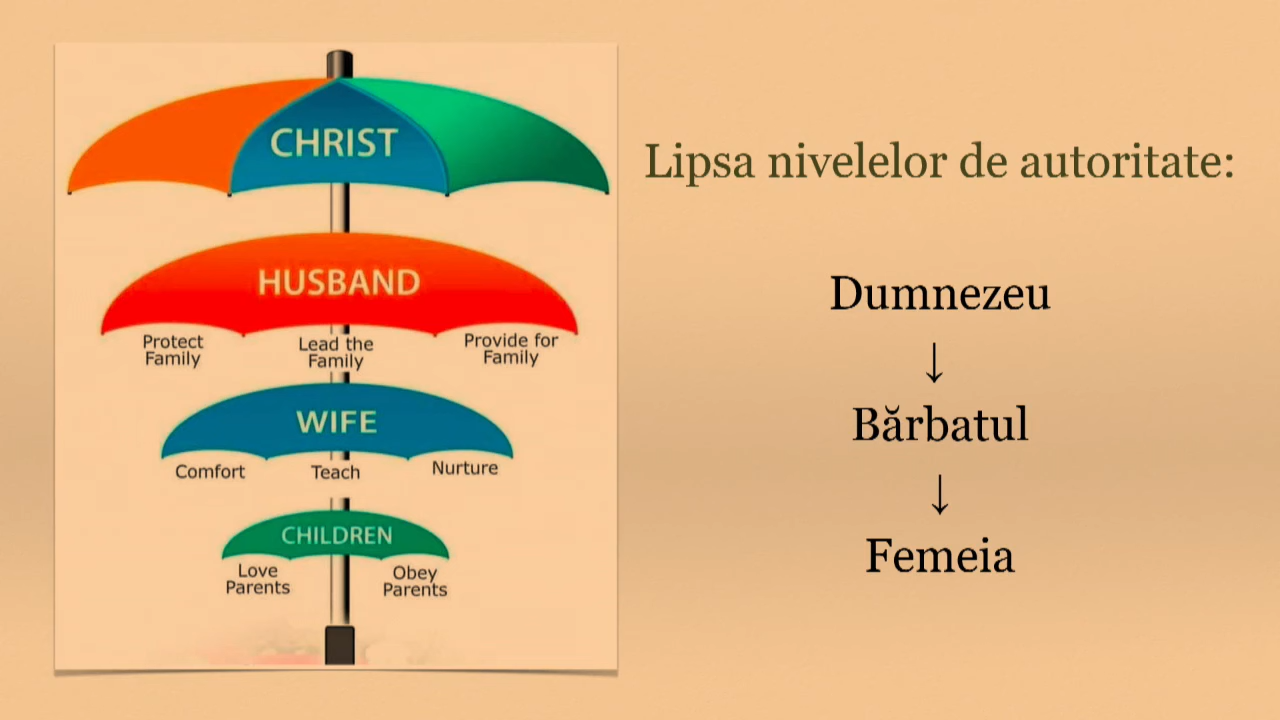 CHRIST
HUSBAND
Protect
Family
Lead the
Family
Provide for
Family
WIFE
Comfort
Teach
Nurture
CHILDREN
Love
Parents
Obey
Parents
Lipsa nivelelor de autoritate:
Dumnezeu
↓
Bărbatul
↓
Femeia